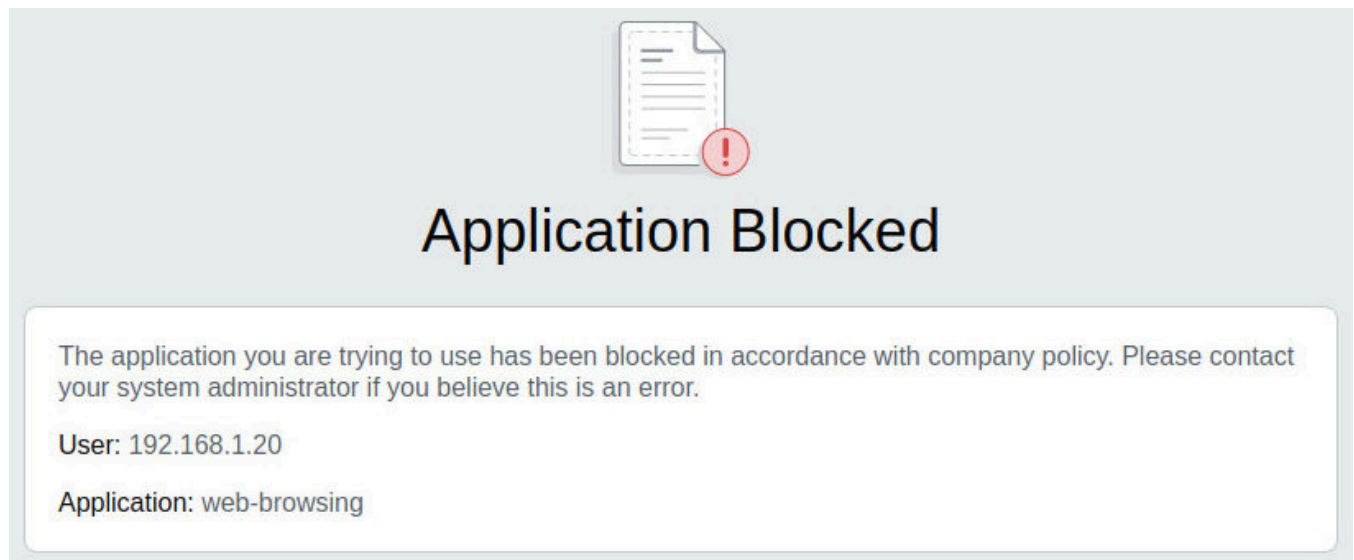 Application Blocked
The application you are trying to use has been blocked in accordance with company policy. Please contact
your system administrator if you believe this is an error.
User: 192.168.1.20
Application: web-browsing